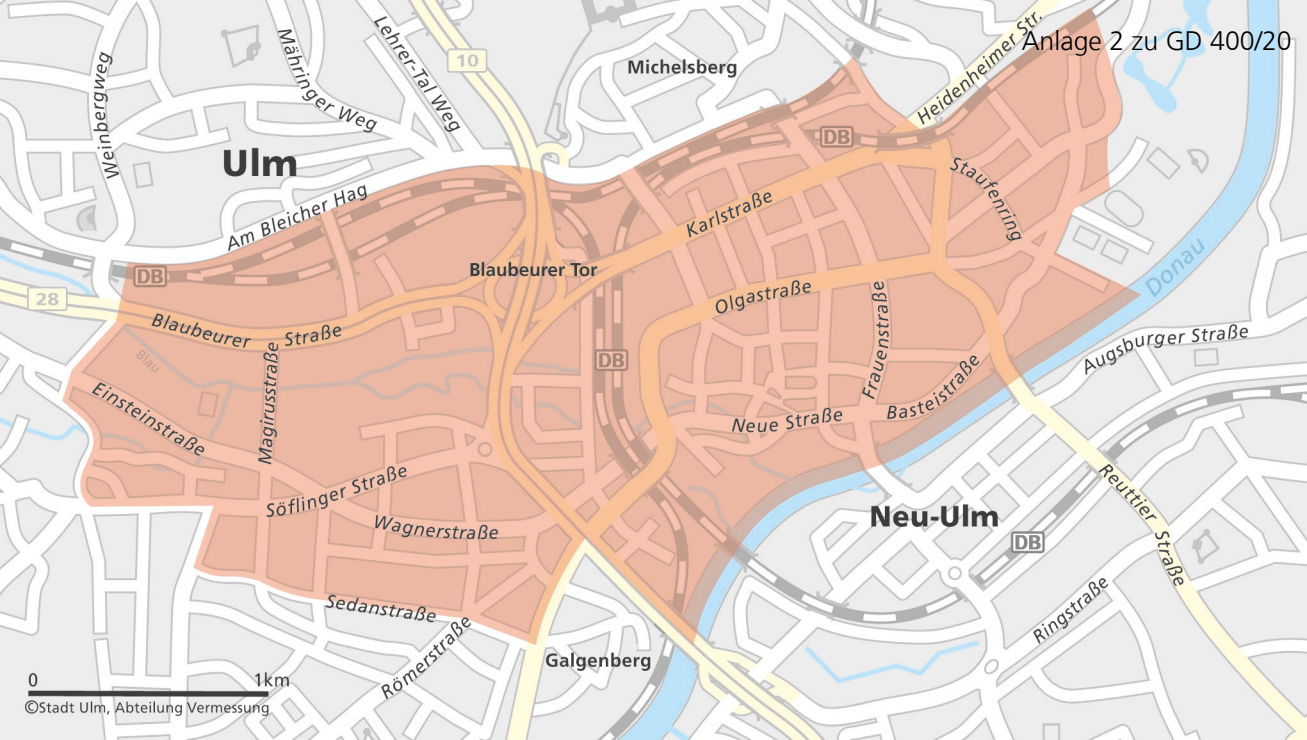 Anlage 2 zu GD 400/20
Lehrer-Tal Weg
Mähringer Weg
Weinbergweg
10
Michelsberg
Heidenheimer Str.
DB
Ulm
Staufenring
Am Bleicher Hag
Karlstraße
Blaubeurer Tor
DB
Donau
28
Olgastraße
Blaubeurer Straße
Frauenstraße
Augsburger Straße
Blau
DB
Magirusstraße
Einsteinstraße
Basteistraße
Neue Straße
Söflinger Straße
Reuttier Straße
Wagnerstraße
Neu-Ulm
DB
Sedanstraße
Ringstraße
Römerstraße
Galgenberg
0 1km
©Stadt Ulm, Abteilung Vermessung